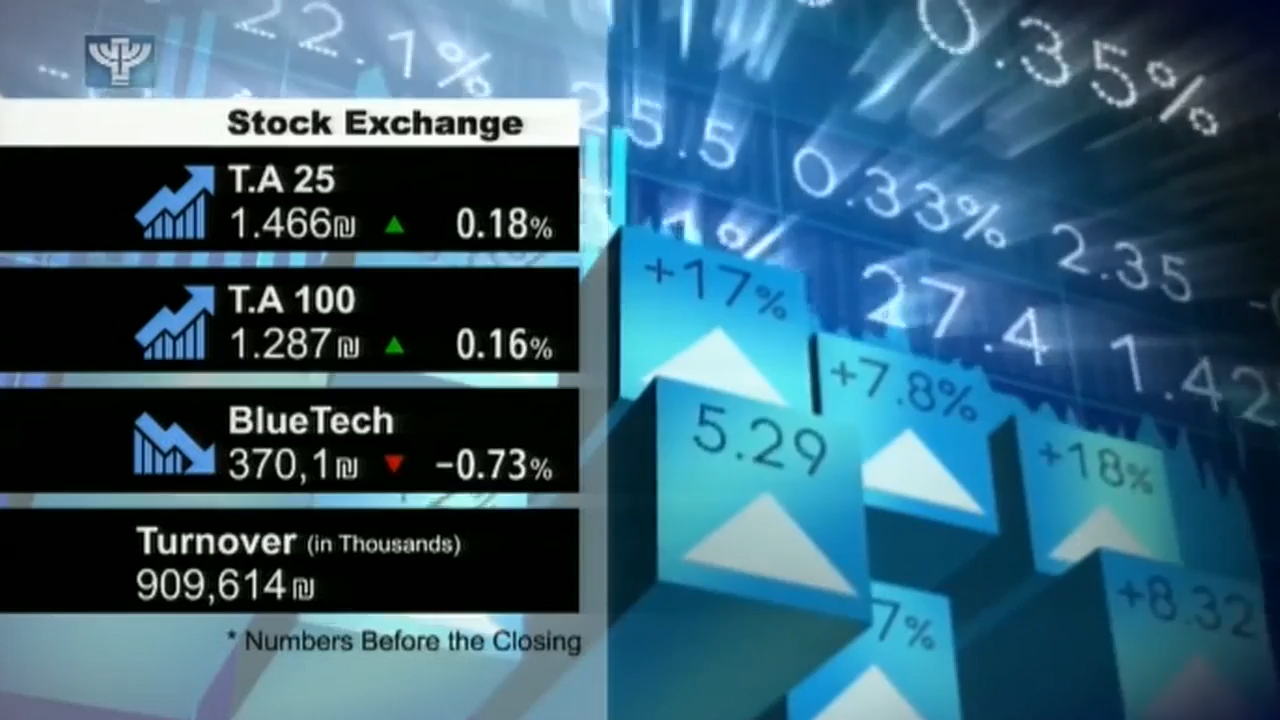 Stock Exchange
T.A 25
1.466₪ ▲ 0.18%
T.A 100
1.287₪ ▲ 0.16%
BlueTech
370,1₪ ▼ -0.73%
Turnover (in Thousands)
909,614₪
* Numbers Before the Closing
22.1%
0.35%
5.5 0.33% 2.35
27.4 1.42
+17%
+7.8%
5.29
+18%
7%
+8.32